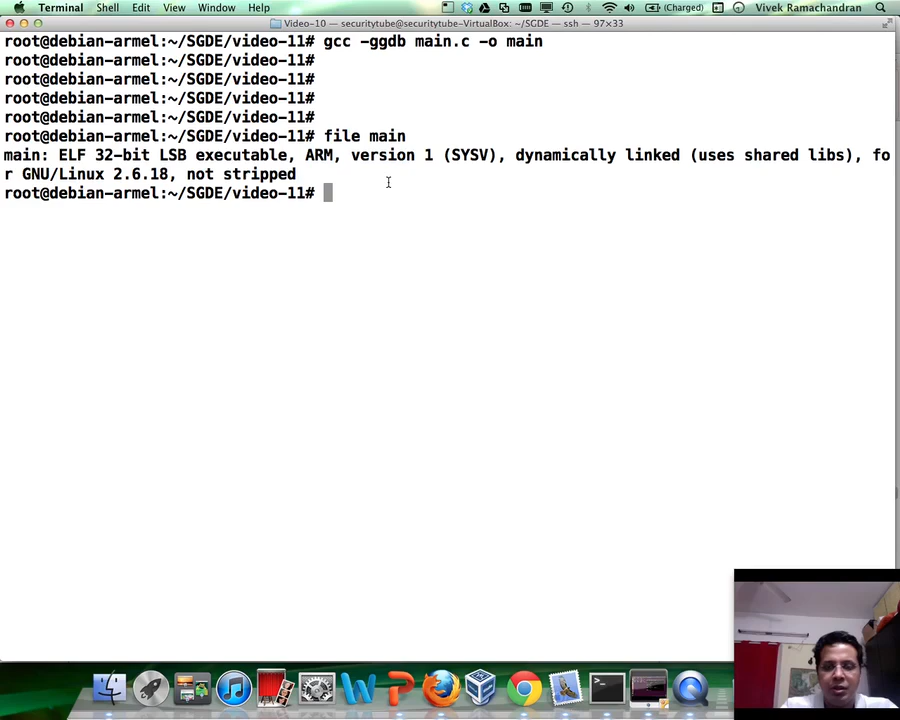 Terminal Shell Edit View Window Help (Charged) Vivek Ramachandran
Video-10 — securitytube@securitytube-VirtualBox: ~/SGDE — ssh — 97×33
root@debian-armel:~/SGDE/video-11# gcc -ggdb main.c -o main
root@debian-armel:~/SGDE/video-11#
root@debian-armel:~/SGDE/video-11#
root@debian-armel:~/SGDE/video-11#
root@debian-armel:~/SGDE/video-11#
root@debian-armel:~/SGDE/video-11# file main
main: ELF 32-bit LSB executable, ARM, version 1 (SYSV), dynamically linked (uses shared libs), fo
r GNU/Linux 2.6.18, not stripped
root@debian-armel:~/SGDE/video-11#